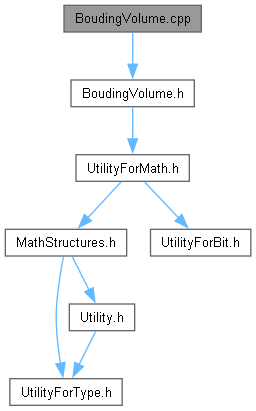 BoudingVolume.cpp
BoudingVolume.h
UtilityForMath.h
MathStructures.h
UtilityForBit.h
Utility.h
UtilityForType.h